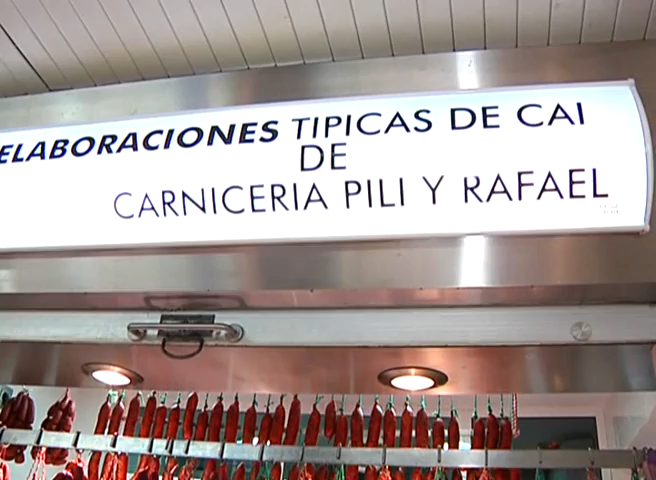 ELABORACIONES TIPICAS DE CAI
DE
CARNICERIA PILI Y RAFAEL